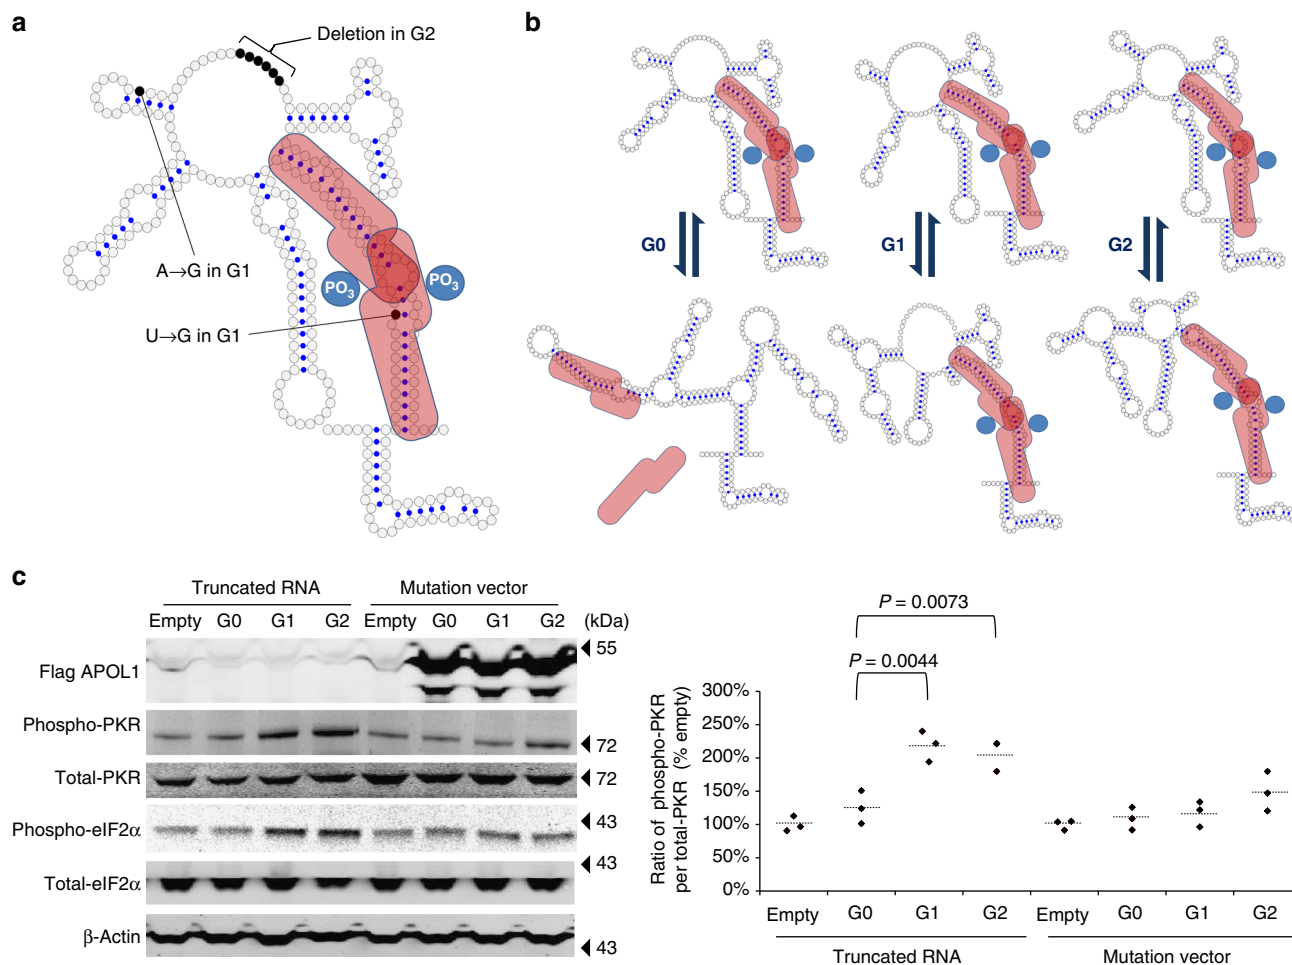 a
Deletion in G2
A→G in G1
PO3
PO3
U→G in G1
b
G0
G1
G2
c
Truncated RNA
Mutation vector
Empty G0 G1 G2 Empty G0 G1 G2 (kDa)
Flag APOL1
55
Phospho-PKR
72
Total-PKR
72
Phospho-eIF2α
43
Total-eIF2α
43
β-Actin
43
P = 0.0073
P = 0.0044
Ratio of phospho-PKR
per total-PKR (% empty)
300%
250%
200%
150%
100%
50%
0%
Empty G0 G1 G2 Empty G0 G1 G2
Truncated RNA
Mutation vector